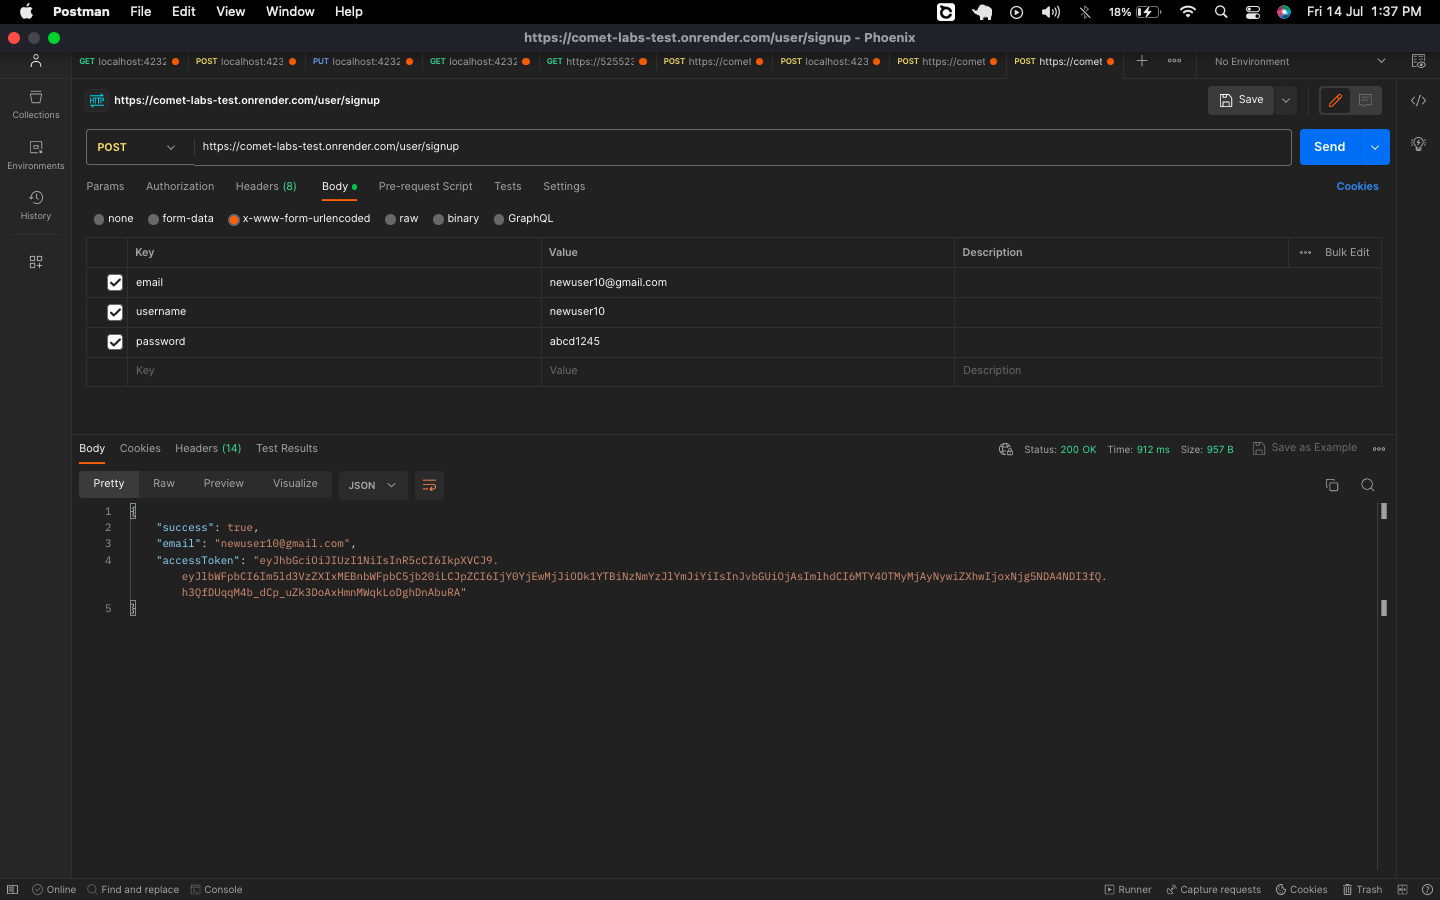 Postman File Edit View Window Help 18% Fri 14 Jul 1:37 PM
https://comet-labs-test.onrender.com/user/signup - Phoenix
GET localhost:4232 POST localhost:423 PUT localhost:4232 GET localhost:4232 GET https://525523 POST https://comet POST localhost:423 POST https://comet POST https://comet No Environment
HTTP https://comet-labs-test.onrender.com/user/signup Save
Collections
Environments
History
POST https://comet-labs-test.onrender.com/user/signup Send
Params Authorization Headers (8) Body Pre-request Script Tests Settings Cookies
none form-data x-www-form-urlencoded raw binary GraphQL
Key Value Description Bulk Edit
email newuser10@gmail.com
username newuser10
password abcd1245
Key Value Description
Body Cookies Headers (14) Test Results Status: 200 OK Time: 912 ms Size: 957 B Save as Example
Pretty Raw Preview Visualize JSON
1 {
2 "success": true,
3 "email": "newuser10@gmail.com",
4 "accessToken": "eyJhbGciOiJIUzI1NiIsInR5cCI6IkpXVCJ9.
eyJlbWFpbCI6Im5ld3VzZXIxMEBnbWFpbC5jb20iLCJpZCI6IjY0YjEwMjJiODk1YTBiNzNmYzJlYmJiYiIsInJvbGUiOjAsImlhdCI6MTY4OTMyMjAyNywiZXhwIjoxNjg5NDA4NDI3fQ.
h3QfDUqqM4b_dCp_uZk3DoAxHmnMWqkLoDghDnAbuRA"
5 }
Online Find and replace Console Runner Capture requests Cookies Trash